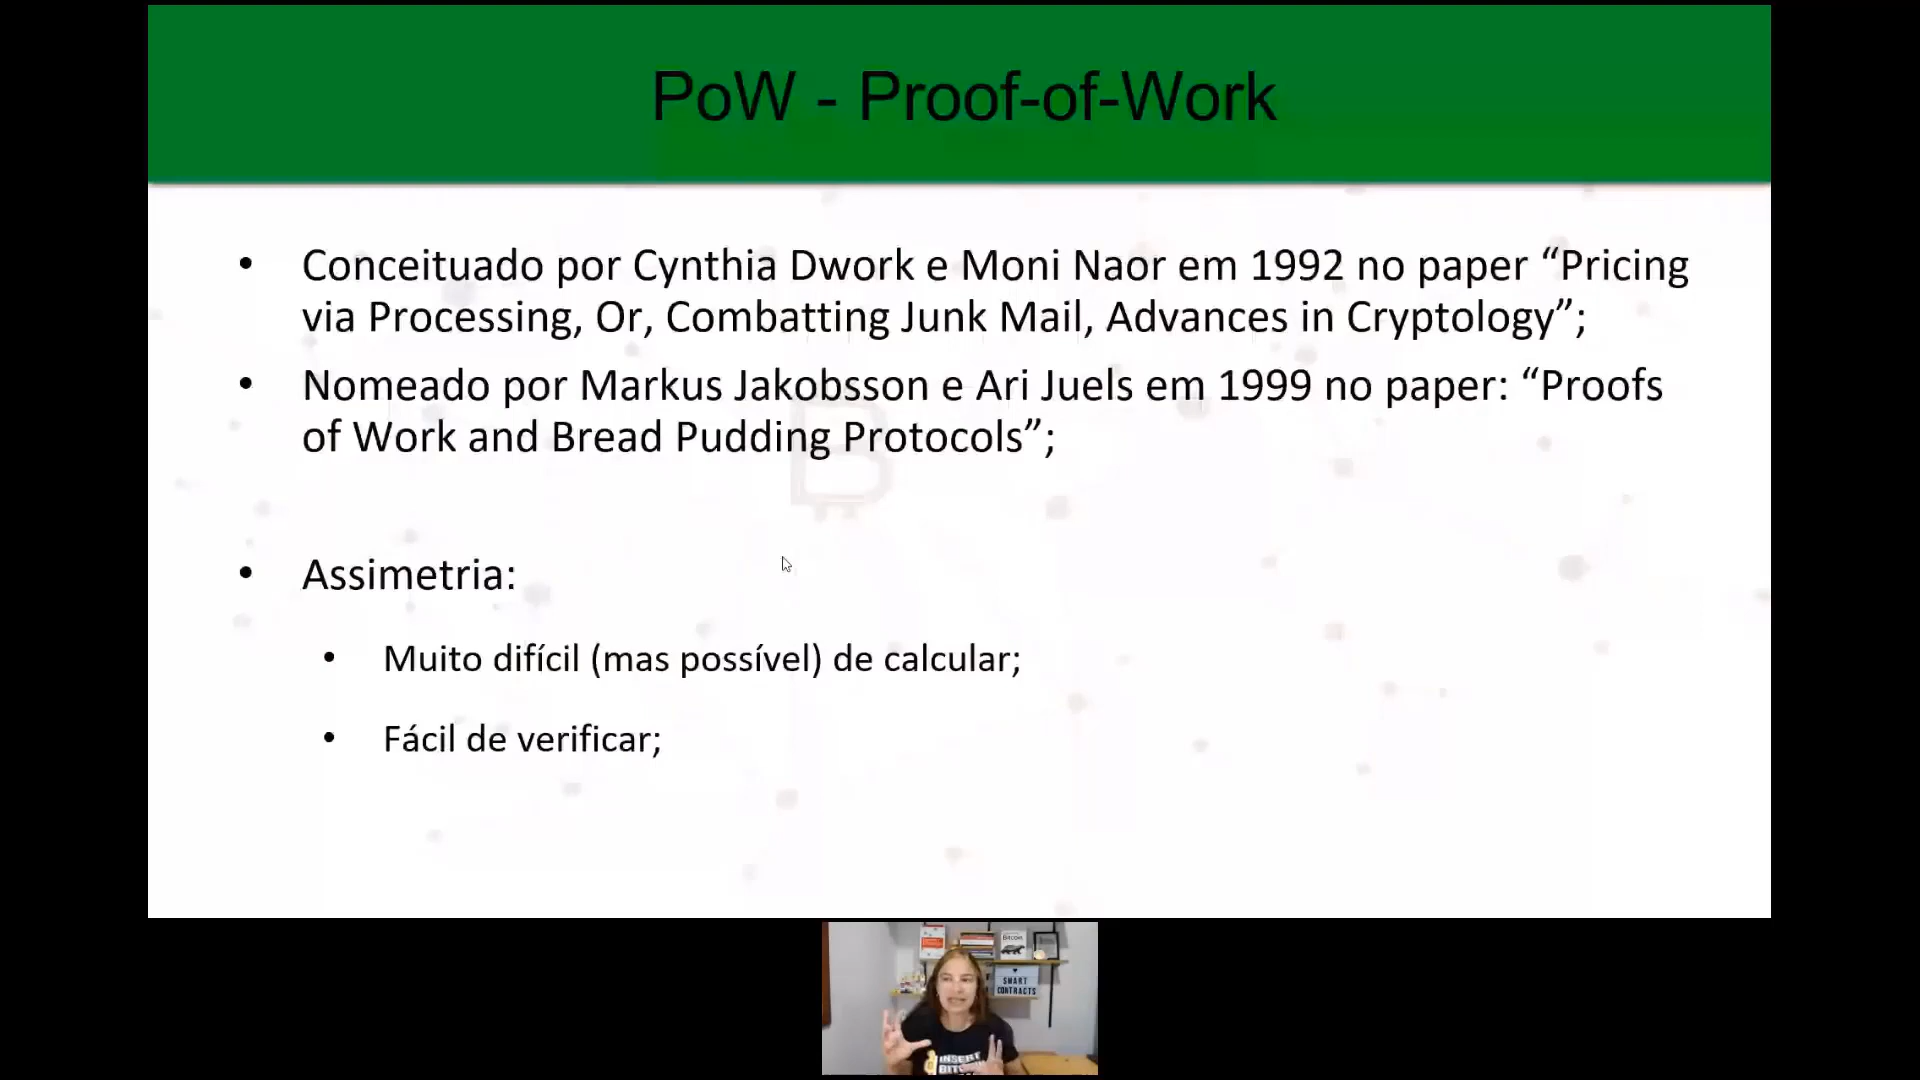 PoW - Proof-of-Work
• Conceituado por Cynthia Dwork e Moni Naor em 1992 no paper “Pricing
via Processing, Or, Combatting Junk Mail, Advances in Cryptology”;
• Nomeado por Markus Jakobsson e Ari Juels em 1999 no paper: “Proofs
of Work and Bread Pudding Protocols”;
• Assimetria:
• Muito difícil (mas possível) de calcular;
• Fácil de verificar;
Bitcoin
SMART
CONTRACTS
INSERT